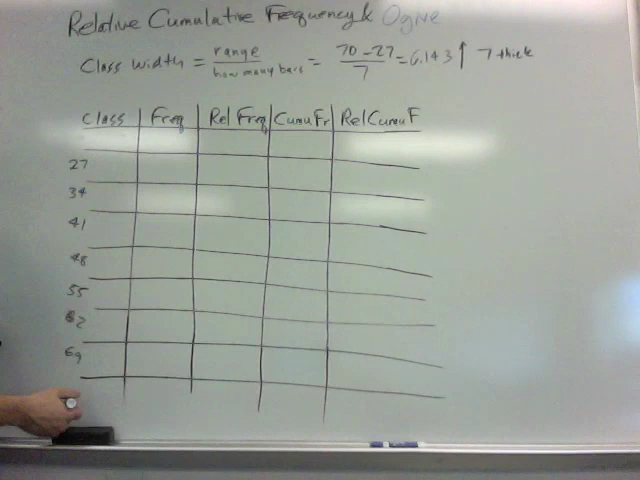 Relative Cumulative Frequency & Ogive
Class width = range / how many bars = 70 - 27 / 7 = 6.143 ↑ 7 thick
Class Freq Rel Freq Cumu Fr Rel Cumu F
27
34
41
48
55
62
69